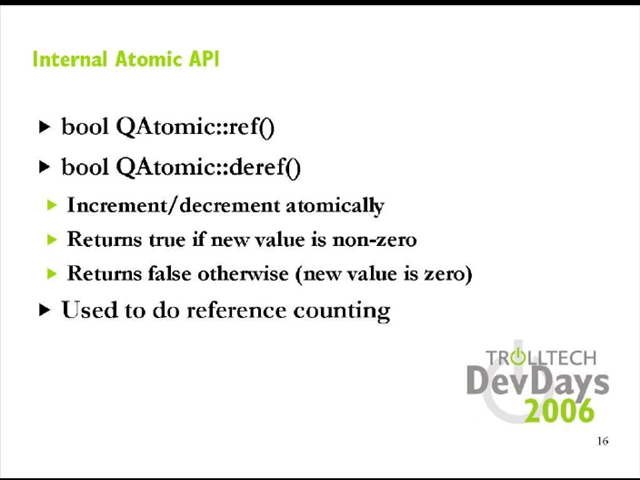 Internal Atomic API
bool QAtomic::ref()
bool QAtomic::deref()
Increment/decrement atomically
Returns true if new value is non-zero
Returns false otherwise (new value is zero)
Used to do reference counting
TROLLTECH
DevDays
2006
16